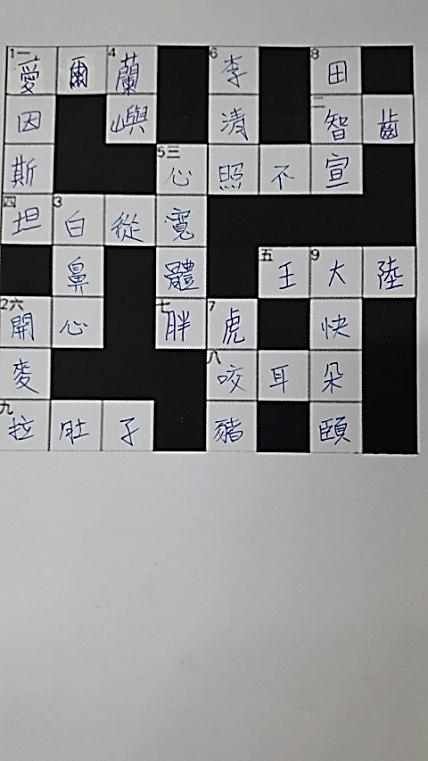 1一愛 爾 4蘭 6李 8田
因 嶼 清 二智 齒
斯 5三心 照 不 宣
四坦 3白 從 寬
鼻 體 五王 9大 陸
2六開 心 七胖 7虎 快
麥 八咬 耳 朵
九拉 肚 子 豬 頤